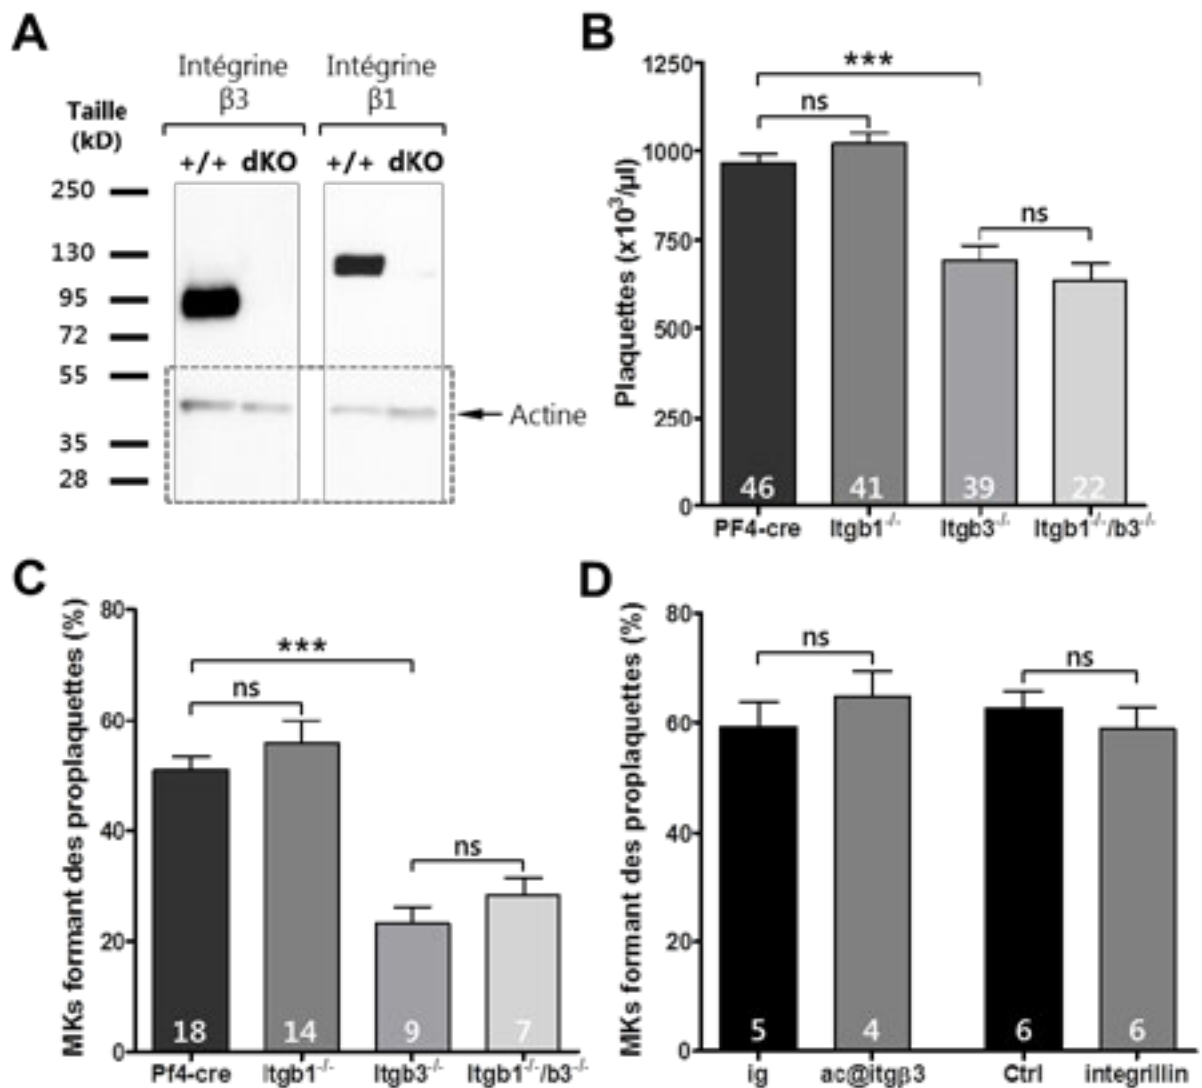 A
Intégrine
β3
Intégrine
β1
Taille
(kD)
+/+ dKO
+/+ dKO
250
130
95
72
55
35
28
Actine
B
Plaquettes (x10³/µl)
1250
1000
750
500
250
0
***
ns
ns
46
41
39
22
PF4-cre
Itgb1⁻/⁻
Itgb3⁻/⁻
Itgb1⁻/⁻/b3⁻/⁻
C
MKs formant des proplaquettes (%)
80
60
40
20
0
***
ns
ns
18
14
9
7
Pf4-cre
Itgb1⁻/⁻
Itgb3⁻/⁻
Itgb1⁻/⁻/b3⁻/⁻
D
MKs formant des proplaquettes (%)
80
60
40
20
0
ns
ns
5
4
6
6
ig
ac@itgβ3
Ctrl
integrillin